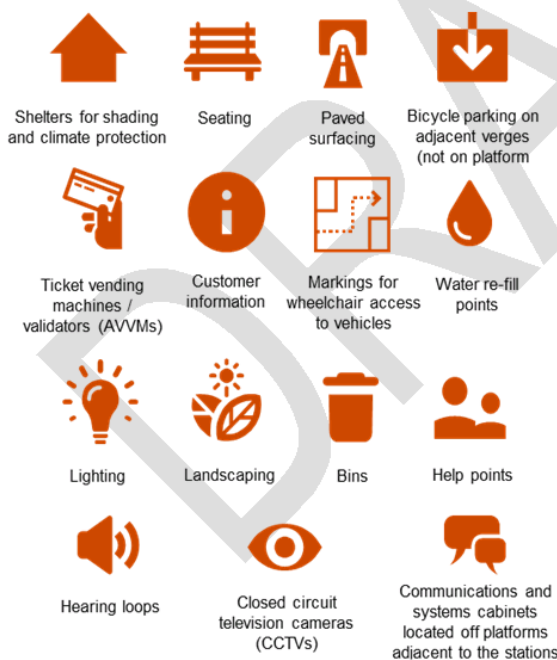 Shelters for shading
and climate protection
Seating
Paved
surfacing
Bicycle parking on
adjacent verges
(not on platform
Ticket vending
machines /
validators (AVVMs)
Customer
information
Markings for
wheelchair access
to vehicles
Water re-fill
points
Lighting
Landscaping
Bins
Help points
Hearing loops
Closed circuit
television cameras
(CCTVs)
Communications and
systems cabinets
located off platforms
adjacent to the stations
DRA